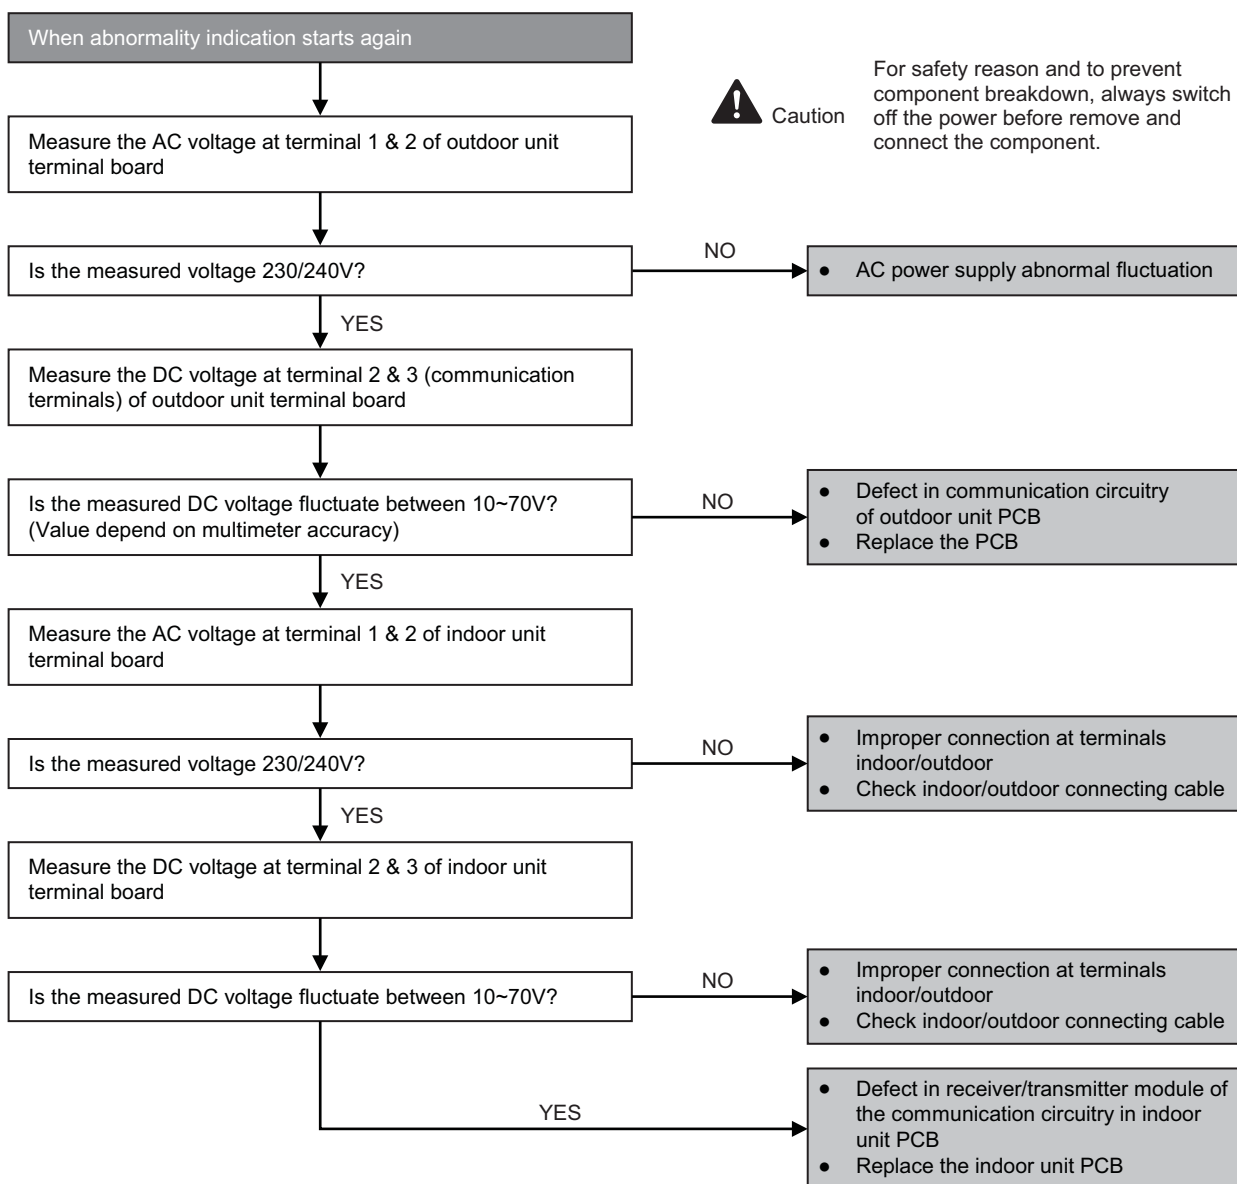 When abnormality indication starts again
Caution
For safety reason and to prevent
component breakdown, always switch
off the power before remove and
connect the component.
Measure the AC voltage at terminal 1 & 2 of outdoor unit
terminal board
Is the measured voltage 230/240V?
NO
● AC power supply abnormal fluctuation
YES
Measure the DC voltage at terminal 2 & 3 (communication
terminals) of outdoor unit terminal board
Is the measured DC voltage fluctuate between 10~70V?
(Value depend on multimeter accuracy)
NO
● Defect in communication circuitry
of outdoor unit PCB
● Replace the PCB
YES
Measure the AC voltage at terminal 1 & 2 of indoor unit
terminal board
Is the measured voltage 230/240V?
NO
● Improper connection at terminals
indoor/outdoor
● Check indoor/outdoor connecting cable
YES
Measure the DC voltage at terminal 2 & 3 of indoor unit
terminal board
Is the measured DC voltage fluctuate between 10~70V?
NO
● Improper connection at terminals
indoor/outdoor
● Check indoor/outdoor connecting cable
YES
● Defect in receiver/transmitter module of
the communication circuitry in indoor
unit PCB
● Replace the indoor unit PCB